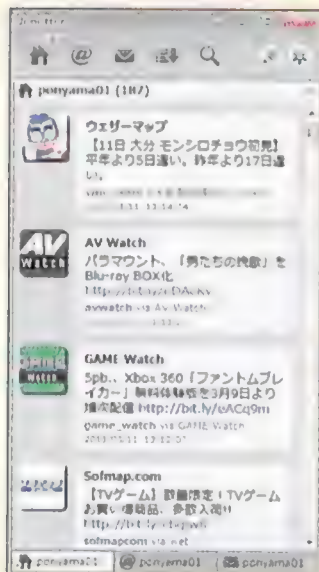 ponyama01 (187)
ウェザーマップ
【11日 大分 モンシロチョウ初見】
平年より5日遅い。昨年より17日遅
い。
AV Watch
AV
Watch
パラマウント、「男たちの挽歌」を
Blu-ray BOX化
avwatch via AV Watch
GAME Watch
5pb.、Xbox 360「ファントムブレ
イカー」無料体験版を3月9日より
順次配信 http://bit.ly/eACq9m
game_watch via GAME Watch
Sofmap.com
【TVゲーム】数量限定！TVゲーム
お買い得商品、多数入荷!!
sofmapcom via web
ponyama01
ponyama01
ponyama01